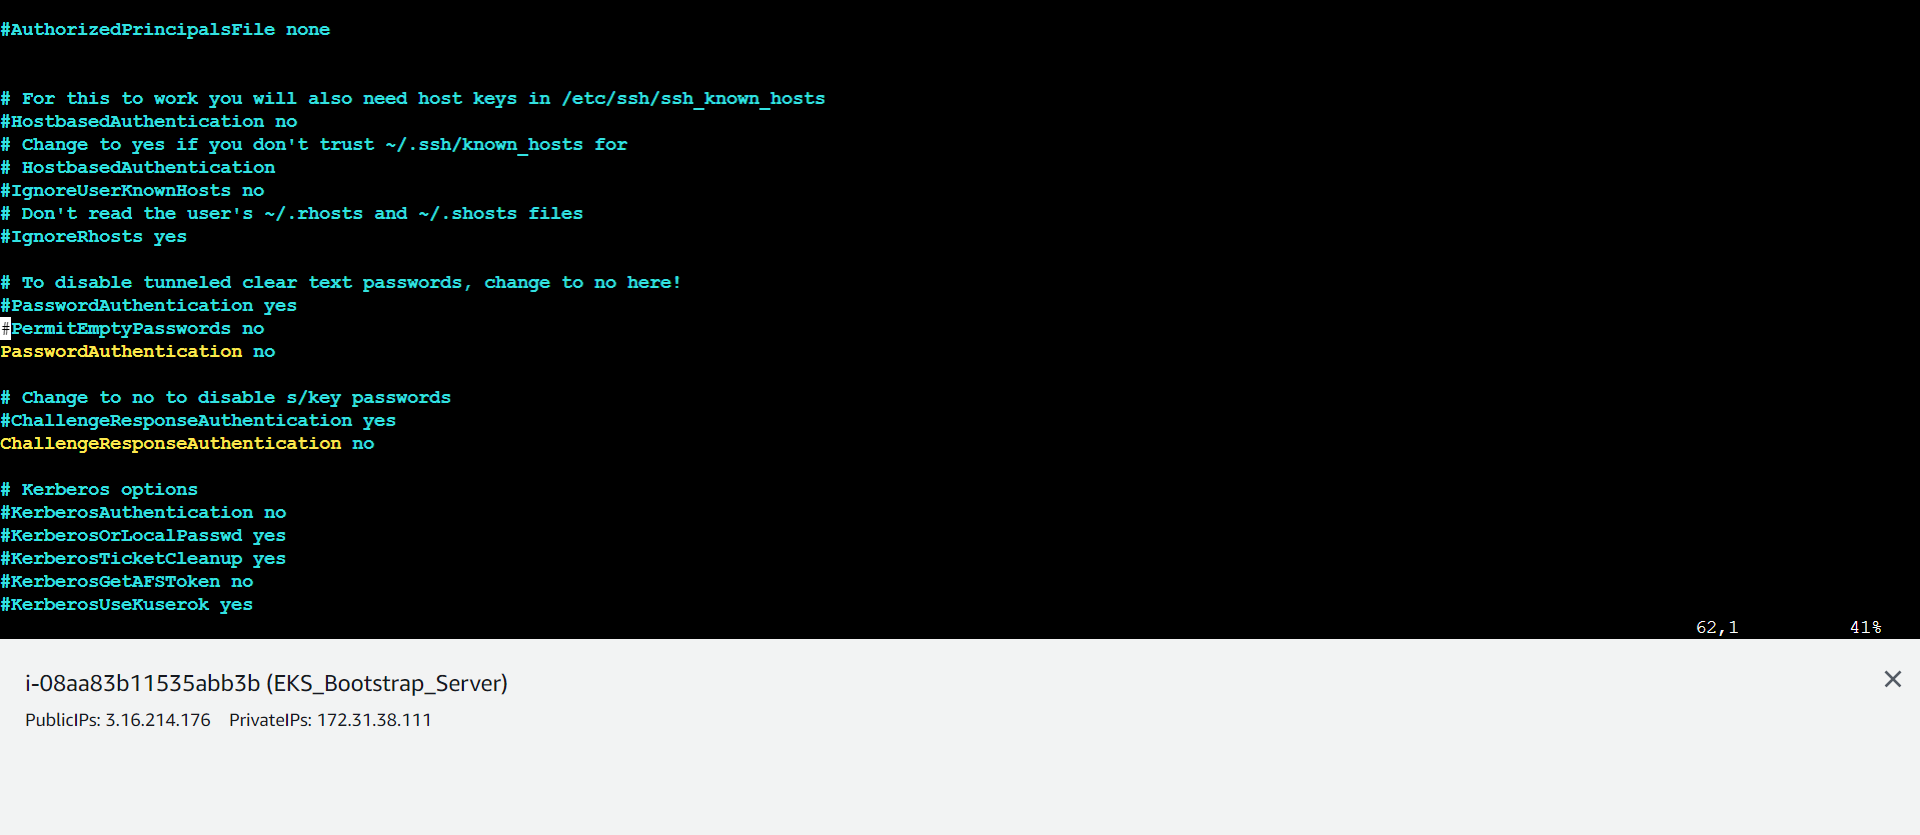 #AuthorizedPrincipalsFile none
# For this to work you will also need host keys in /etc/ssh/ssh_known_hosts
#HostbasedAuthentication no
# Change to yes if you don't trust ~/.ssh/known_hosts for
# HostbasedAuthentication
#IgnoreUserKnownHosts no
# Don't read the user's ~/.rhosts and ~/.shosts files
#IgnoreRhosts yes
# To disable tunneled clear text passwords, change to no here!
#PasswordAuthentication yes
#PermitEmptyPasswords no
PasswordAuthentication no
# Change to no to disable s/key passwords
#ChallengeResponseAuthentication yes
ChallengeResponseAuthentication no
# Kerberos options
#KerberosAuthentication no
#KerberosOrLocalPasswd yes
#KerberosTicketCleanup yes
#KerberosGetAFSToken no
#KerberosUseKuserok yes
62,1 41%
i-08aa83b11535abb3b (EKS_Bootstrap_Server)
PublicIPs: 3.16.214.176 PrivateIPs: 172.31.38.111